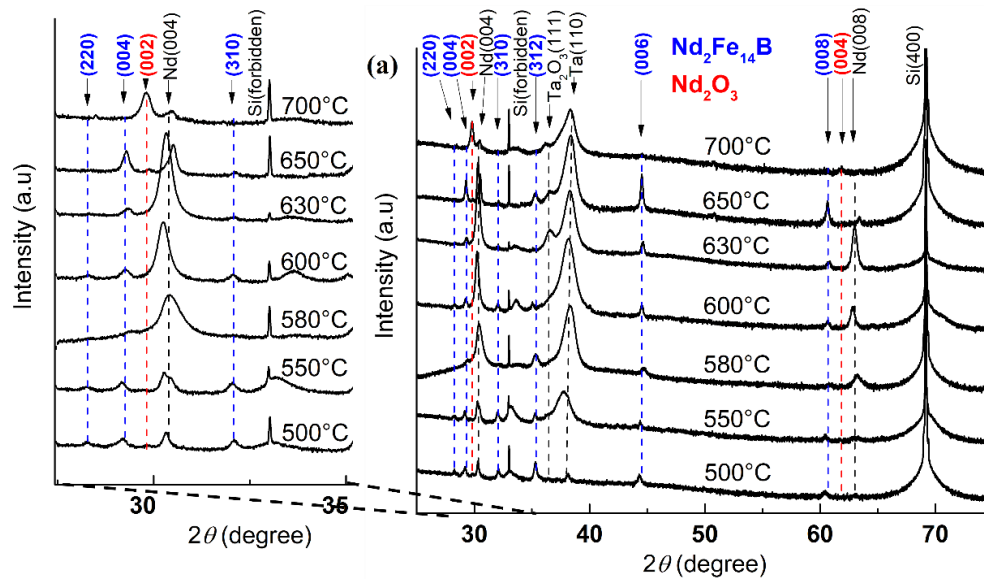 (220)
(004)
(002)
Nd(004)
(310)
Si(forbidden)
700°C
650°C
630°C
600°C
580°C
550°C
500°C
Intensity (a.u)
30
35
2θ (degree)
(a)
(220)
(004)
(002)
Nd(004)
(310)
Si(forbidden)
(312)
Ta₂O₃(111)
Ta(110)
(006)
Nd₂Fe₁₄B
Nd₂O₃
(008)
(004)
Nd(008)
Si(400)
700°C
650°C
630°C
600°C
580°C
550°C
500°C
Intensity (a.u)
30
40
50
60
70
2θ (degree)